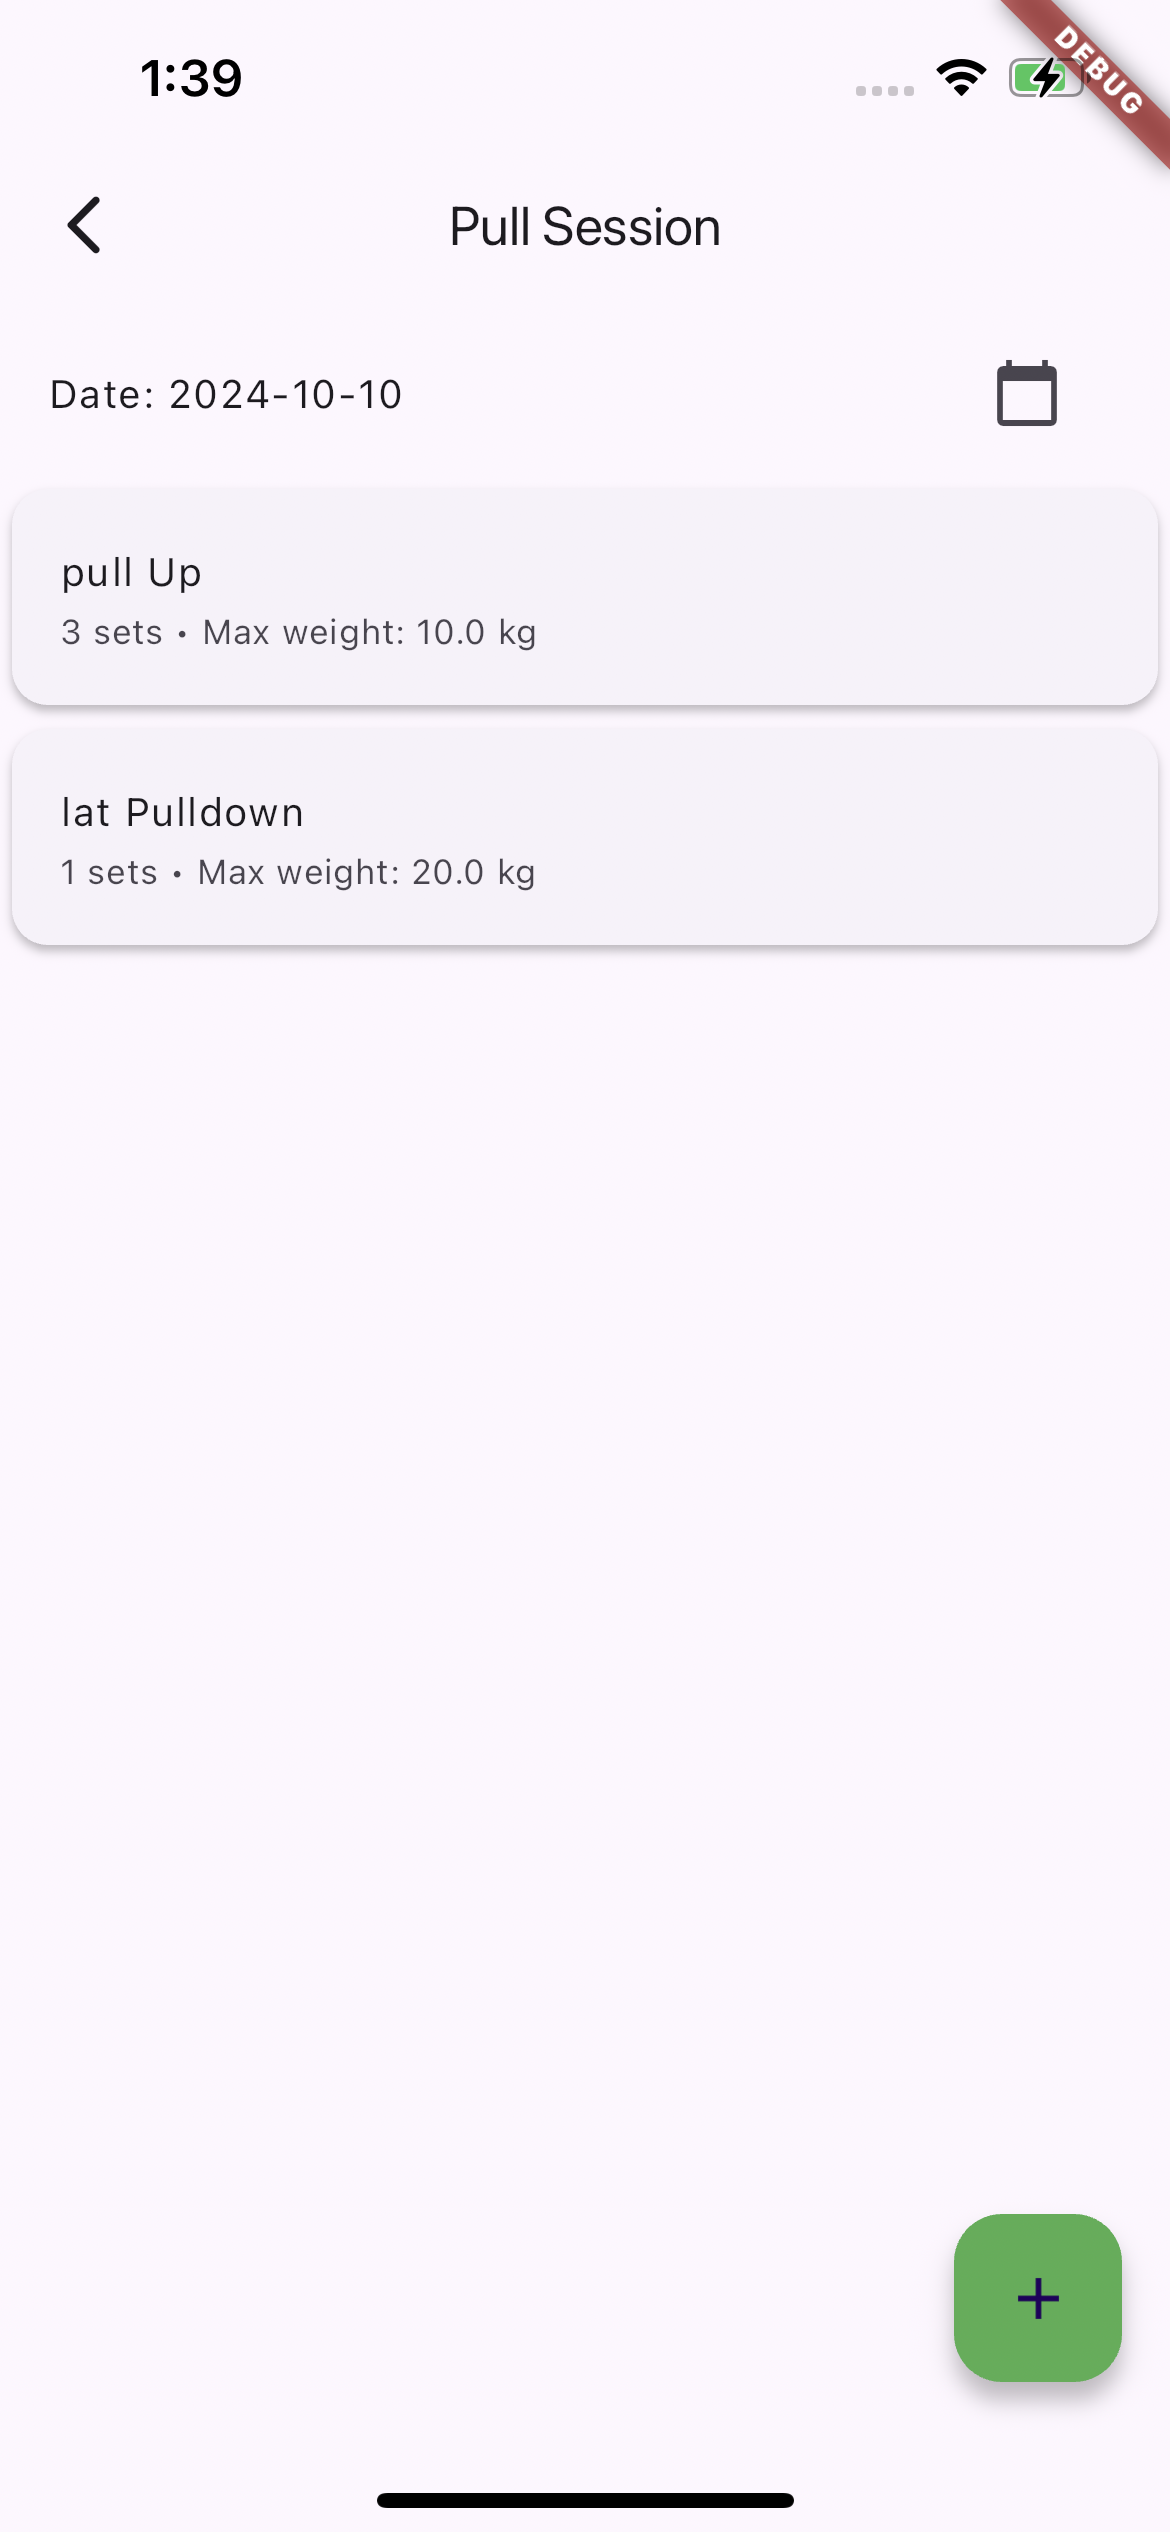 1:39
DEBUG
Pull Session
Date: 2024-10-10
pull Up
3 sets • Max weight: 10.0 kg
lat Pulldown
1 sets • Max weight: 20.0 kg
+